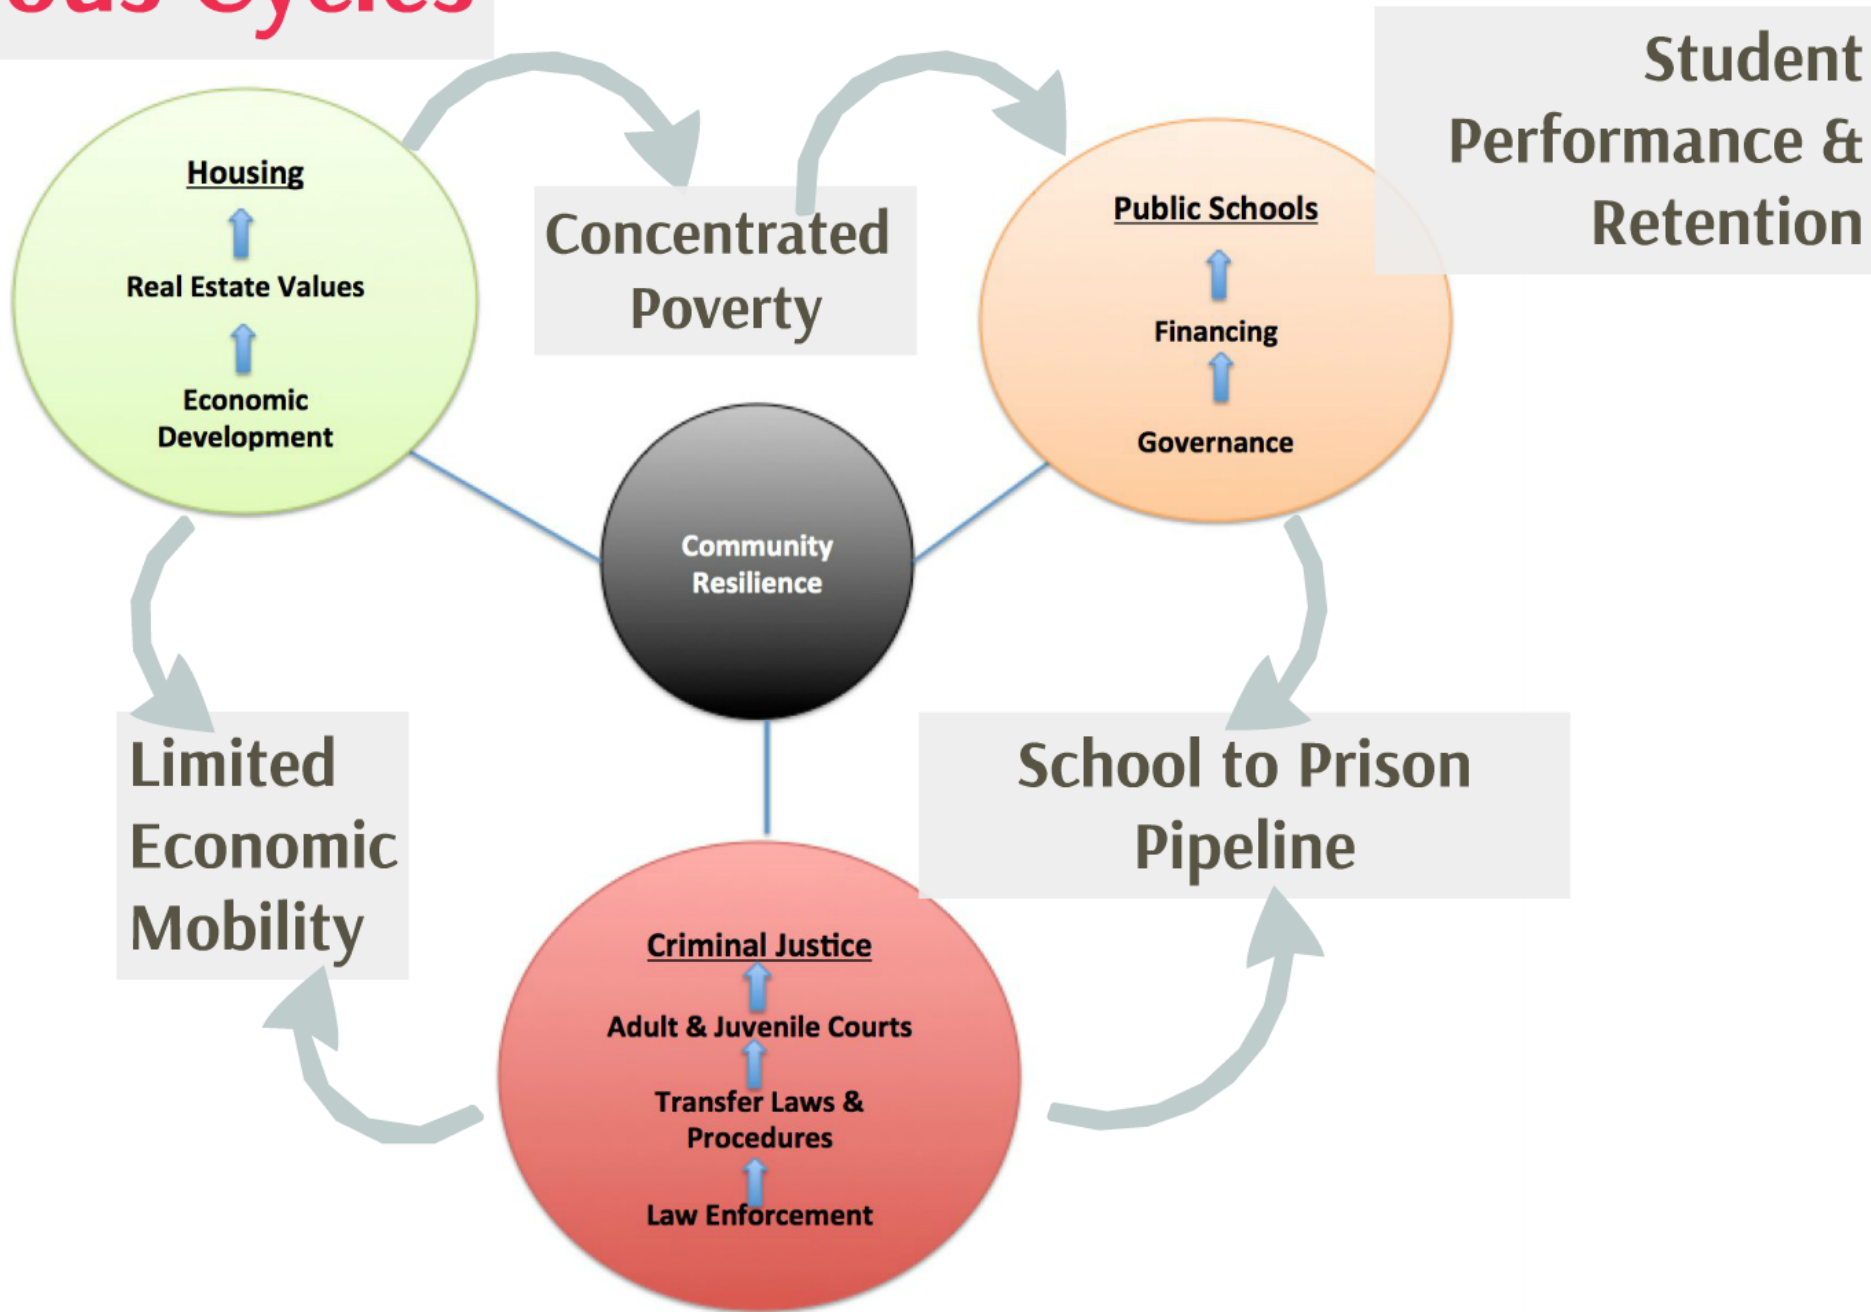 Cycles
Student
Performance &
Retention
Housing
Real Estate Values
Economic
Development
Concentrated
Poverty
Public Schools
Financing
Governance
Community
Resilience
Limited
Economic
Mobility
School to Prison
Pipeline
Criminal Justice
Adult & Juvenile Courts
Transfer Laws &
Procedures
Law Enforcement